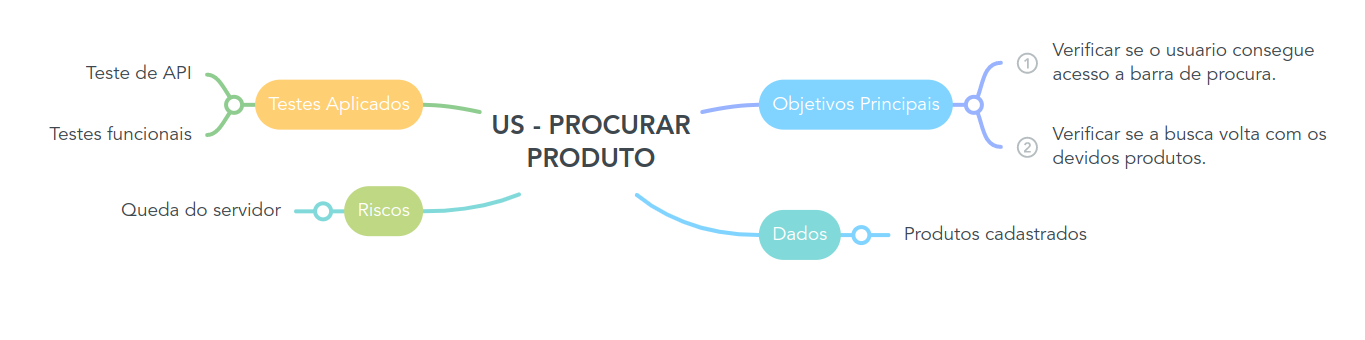 US - PROCURAR
PRODUTO
Testes Aplicados
Teste de API
Testes funcionais
Riscos
Queda do servidor
Objetivos Principais
1 Verificar se o usuario consegue
acesso a barra de procura.
2 Verificar se a busca volta com os
devidos produtos.
Dados
Produtos cadastrados